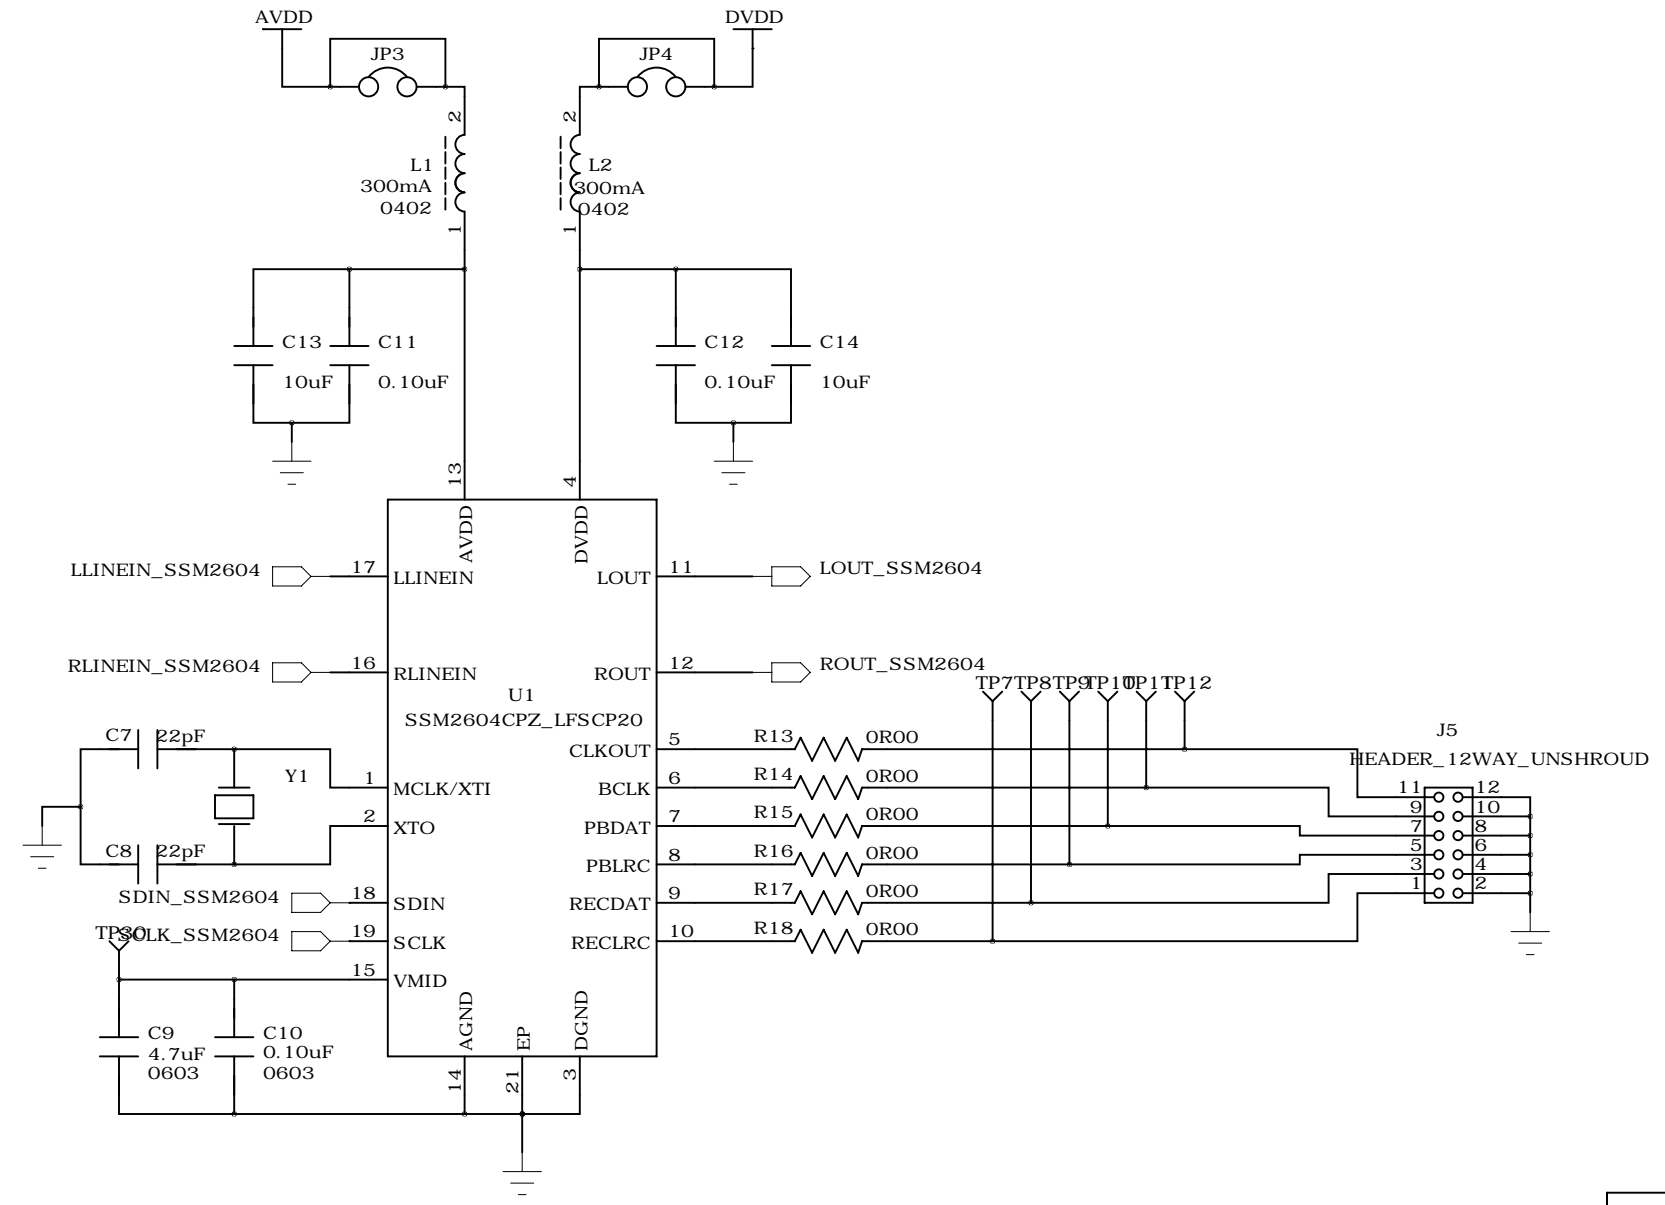 AVDD
DVDD
JP3
JP4
2
2
L1
300mA
0402
L2
300mA
0402
1
1
C13
10uF
C11
0.10uF
C12
0.10uF
C14
10uF
13
4
AVDD
DVDD
LLINEIN_SSM2604
17
LLINEIN
LOUT
11
LOUT_SSM2604
RLINEIN_SSM2604
16
RLINEIN
ROUT
12
ROUT_SSM2604
U1
SSM2604CPZ_LFSCP20
TP7
TP8
TP9
TP10
TP11
TP12
C7
22pF
Y1
1
MCLK/XTI
2
XTO
C8
22pF
CLKOUT
5
R13
0R00
BCLK
6
R14
0R00
PBDAT
7
R15
0R00
PBLRC
8
R16
0R00
RECDAT
9
R17
0R00
RECLRC
10
R18
0R00
J5
HEADER_12WAY_UNSHROUD
11
12
9
10
7
8
5
6
3
4
1
2
SDIN_SSM2604
18
SDIN
TP30
SCLK_SSM2604
19
SCLK
15
VMID
C9
4.7uF
0603
C10
0.10uF
0603
AGND
EP
DGND
14
21
3